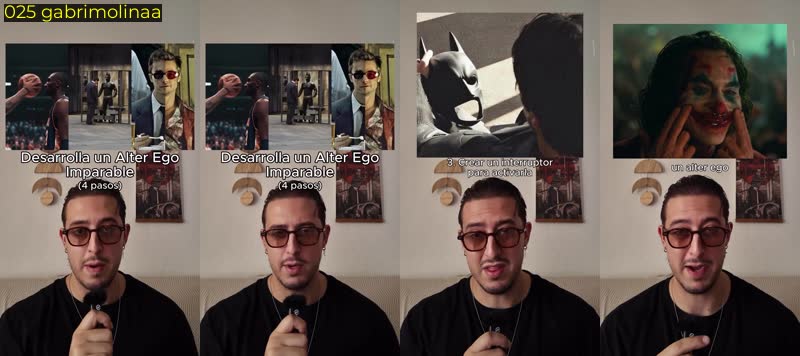 025 gabrimolinaa
Desarrolla un Alter Ego
Imparable
(4 pasos)
Desarrolla un Alter Ego
Imparable
(4 pasos)
3. Crear un interruptor
para activarla
un alter ego